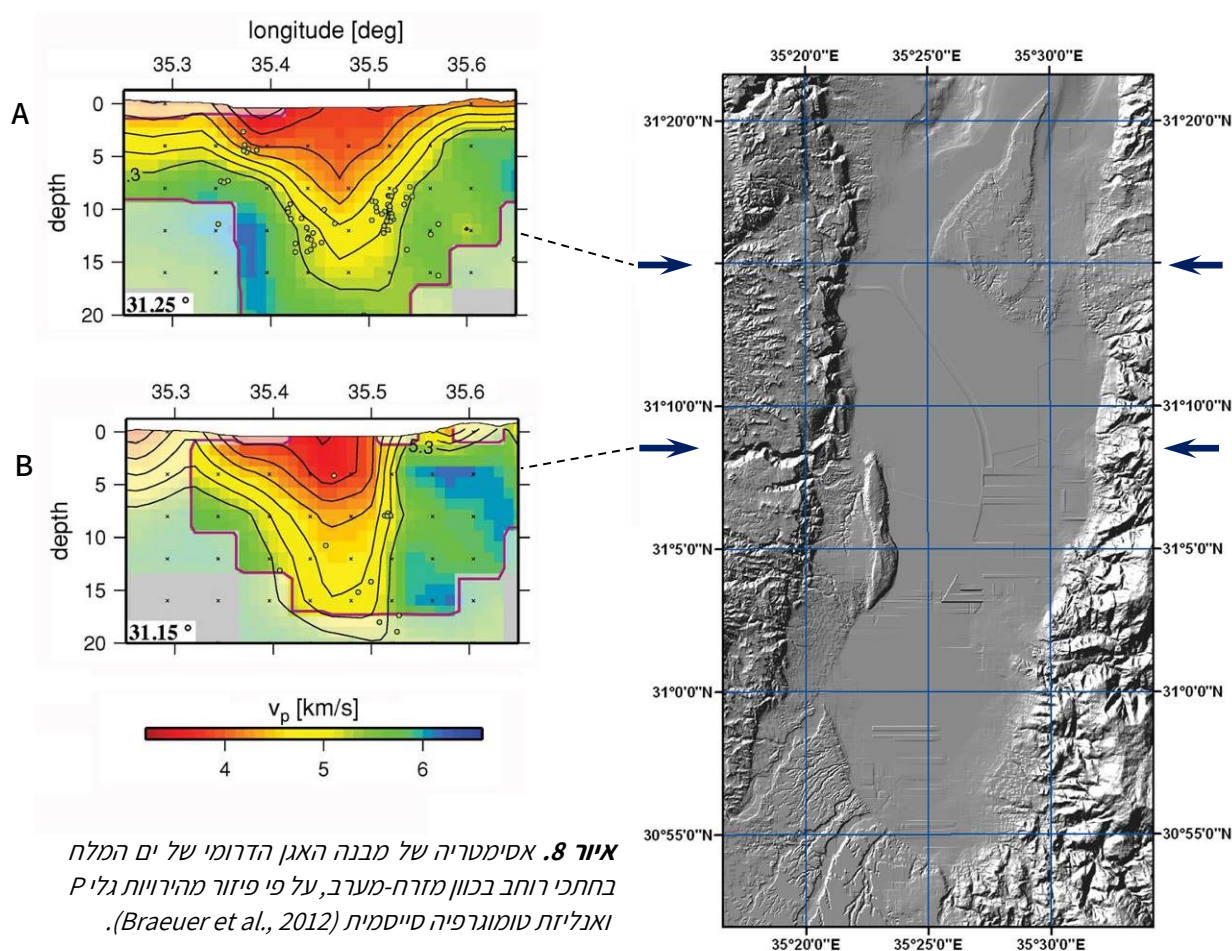 longitude [deg]
35.3 35.4 35.5 35.6
A
0
5
.3
10
15
20
depth
31.25 °
35.3 35.4 35.5 35.6
B
0
5.3
5
10
15
20
depth
31.15 °
vp [km/s]
4 5 6
איור 8. אסימטריה של מבנה האגן הדרומי של ים המלח
בחתכי רוחב בכוון מזרח-מערב, על פי פיזור מהירויות גלי P
ואנליזת טומוגרפיה סייסמית (Braeuer et al., 2012).
35°20'0"E 35°25'0"E 35°30'0"E
31°20'0"N 31°20'0"N
31°10'0"N 31°10'0"N
31°5'0"N 31°5'0"N
31°0'0"N 31°0'0"N
30°55'0"N 30°55'0"N
35°20'0"E 35°25'0"E 35°30'0"E